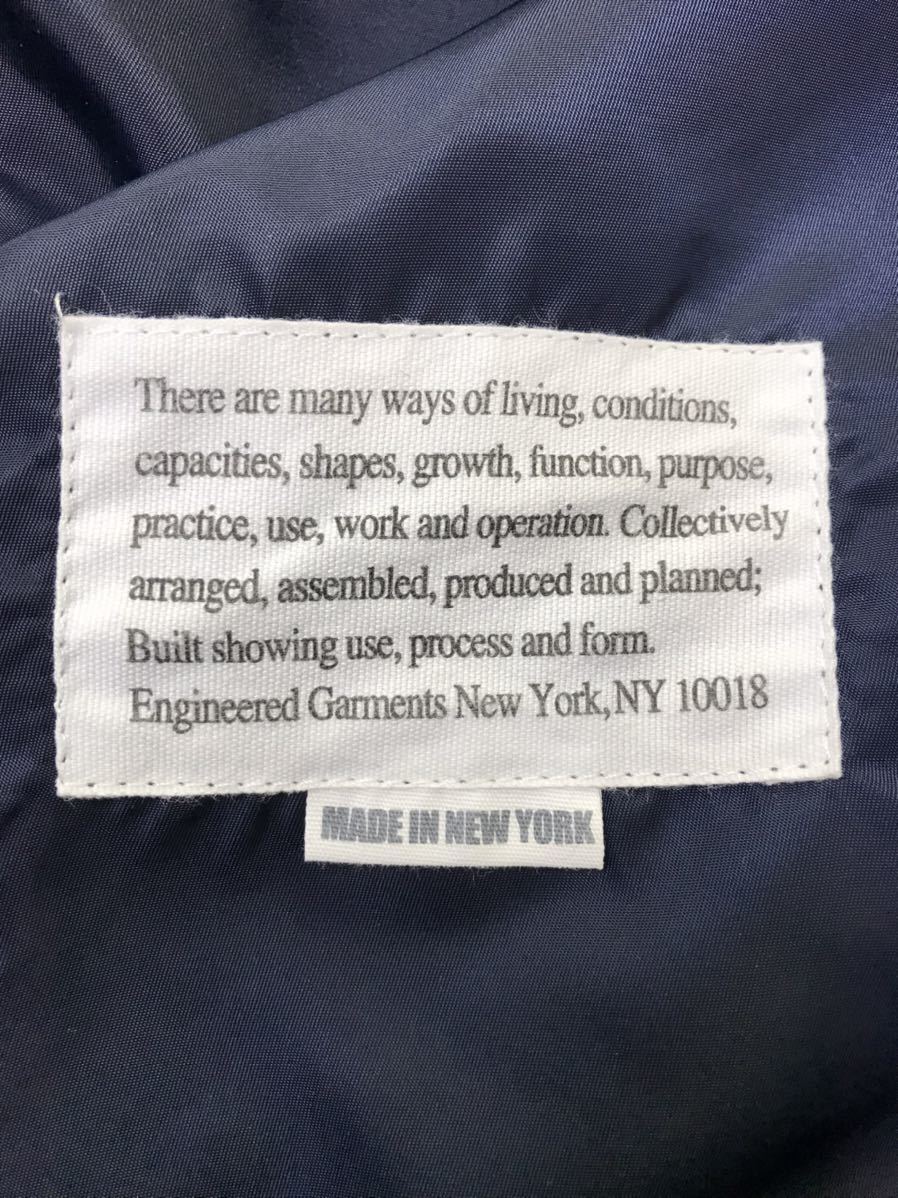 There are many ways of living, conditions,
capacities, shapes, growth, function, purpose,
practice, use, work and operation. Collectively
arranged, assembled, produced and planned;
Built showing use, process and form.
Engineered Garments New York, NY 10018
MADE IN NEW YORK